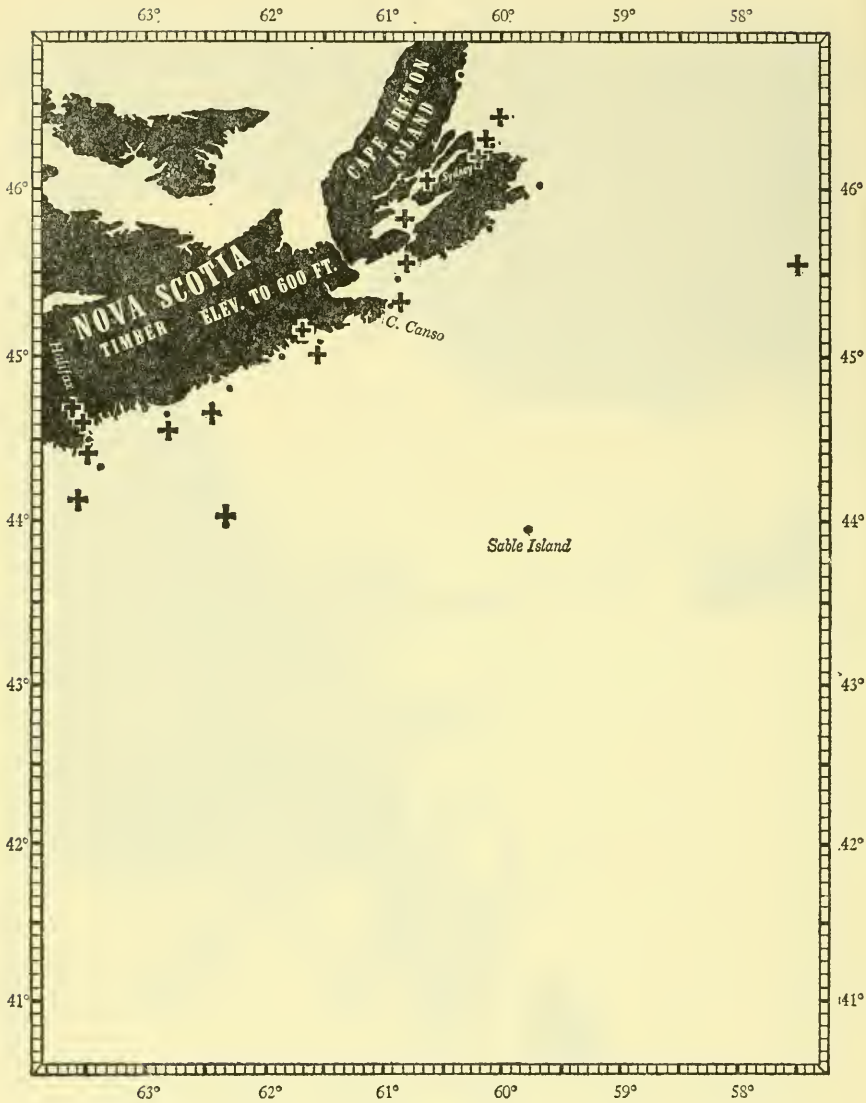 63° 62° 61° 60° 59° 58°
CAPE BRETON
ISLAND
Sydney
46° 46°
NOVA SCOTIA
TIMBER ELEV. TO 600 FT.
C. Canso
Halifax
45° 45°
44° 44°
Sable Island
43° 43°
42° 42°
41° 41°
63° 62° 61° 60° 59° 58°